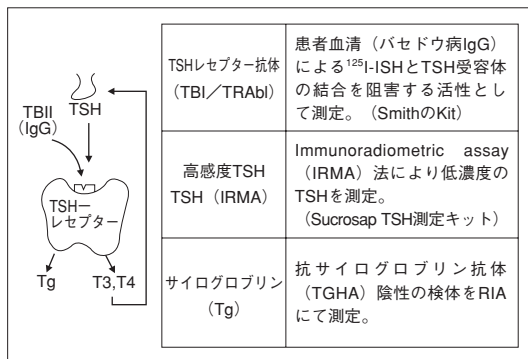 TSH
TBII
(IgG)
TSHー
レセプター
Tg
T3,T4
TSHレセプター抗体
(TBI／TRAbI)
患者血清（バセドウ病IgG）
による¹²⁵I-ISHとTSH受容体
の結合を阻害する活性とし
て測定。（SmithのKit）
高感度TSH
TSH（IRMA）
Immunoradiometric assay
（IRMA）法により低濃度の
TSHを測定。
（Sucrosap TSH測定キット）
サイログロブリン
（Tg）
抗サイログロブリン抗体
（TGHA）陰性の検体をRIA
にて測定。